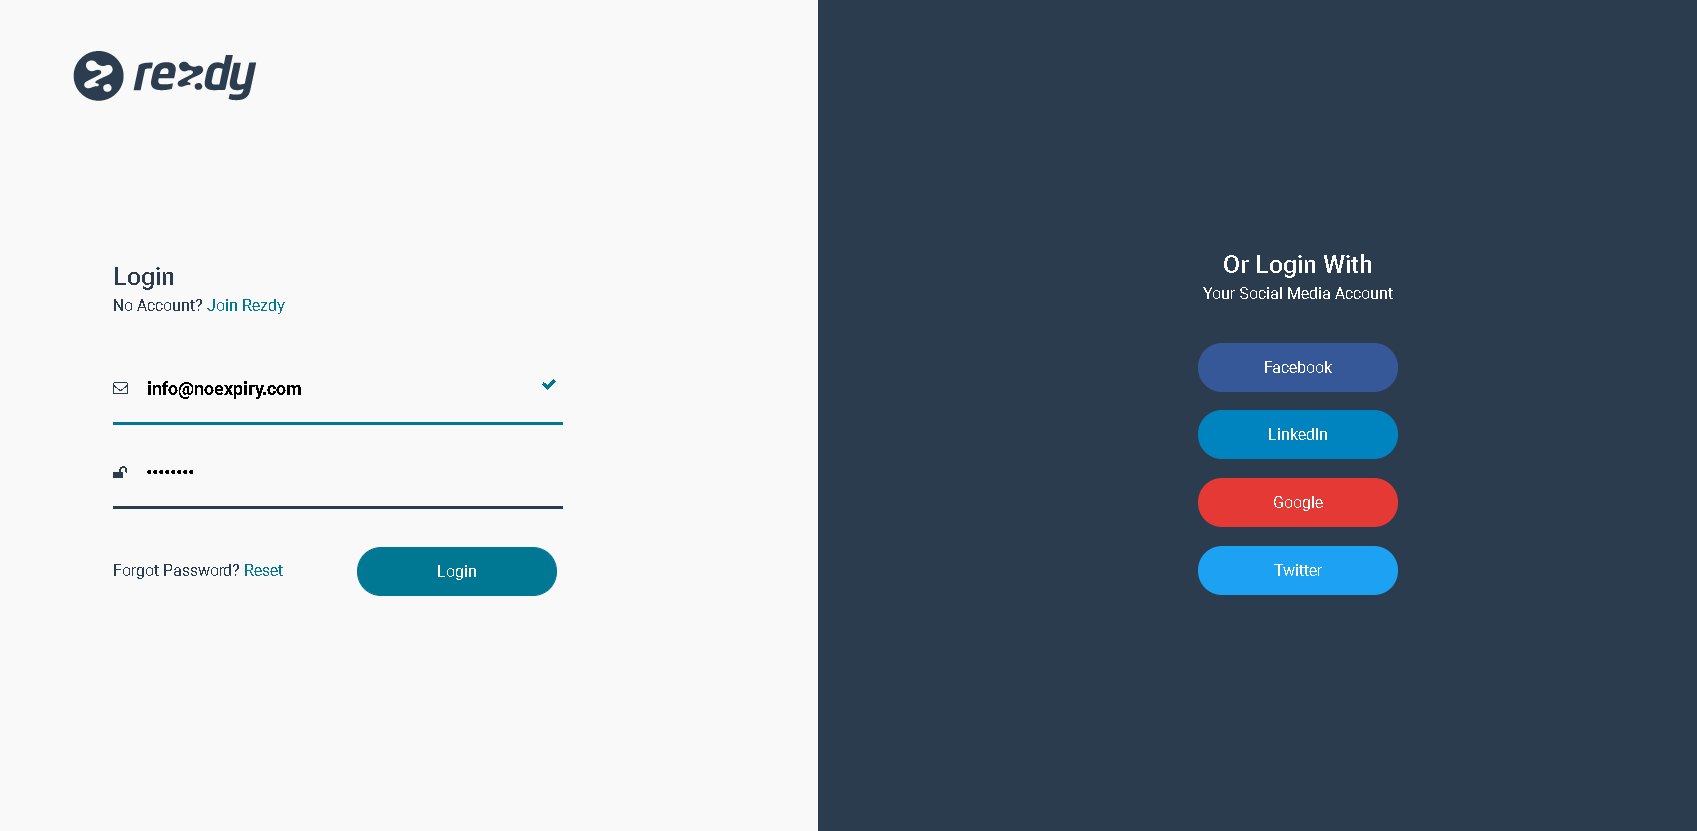 rezdy
Login
No Account? Join Rezdy
info@noexpiry.com
••••••••
Forgot Password? Reset
Login
Or Login With
Your Social Media Account
Facebook
LinkedIn
Google
Twitter